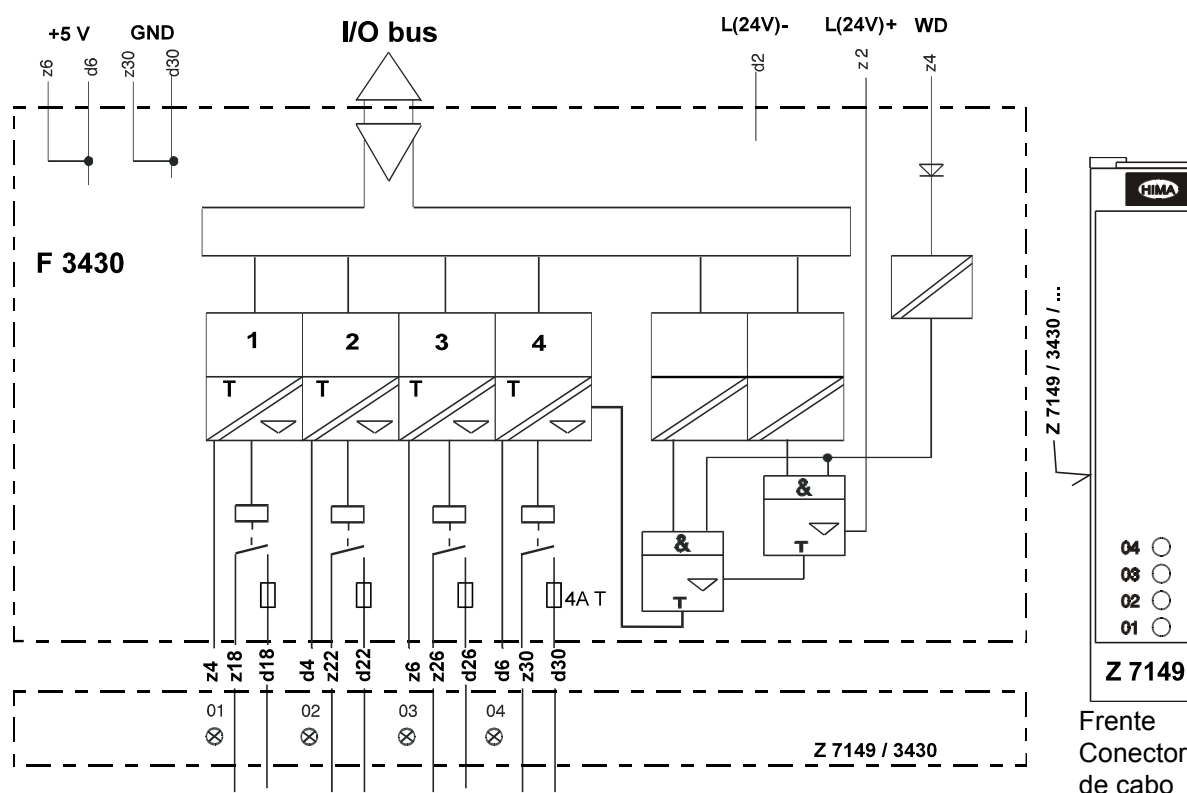 +5 V GND I/O bus L(24V)- L(24V)+ WD
z6 d6 z30 d30 d2 z 2 z4
HIMA
F 3430
Z 7149 / 3430 / ...
1 2 3 4
T T T T
&
T
&
T
4A T
04
03
02
01
z4 z18 d18 d4 z22 d22 z6 z26 d26 d6 z30 d30
Z 7149
01 02 03 04
Z 7149 / 3430
Frente
Conector
de cabo